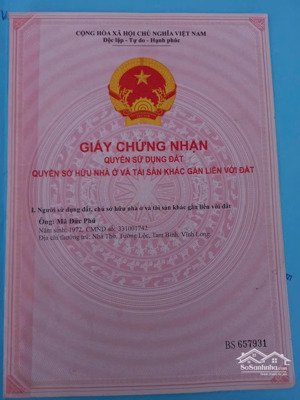 CỘNG HÒA XÃ HỘI CHỦ NGHĨA VIỆT NAM
Độc lập - Tự do - Hạnh phúc
GIẤY CHỨNG NHẬN
QUYỀN SỬ DỤNG ĐẤT
QUYỀN SỞ HỮU NHÀ Ở VÀ TÀI SẢN KHÁC GẮN LIỀN VỚI ĐẤT
I. Người sử dụng đất, chủ sở hữu nhà ở và tài sản khác gắn liền với đất
Ông: Mã Đức Phú
Năm sinh: 1972, CMND số: 331001742
Địa chỉ thường trú: Nhà Thờ, Tường Lộc, Tam Bình, Vĩnh Long.
BS 657931
SoSanhnha.com